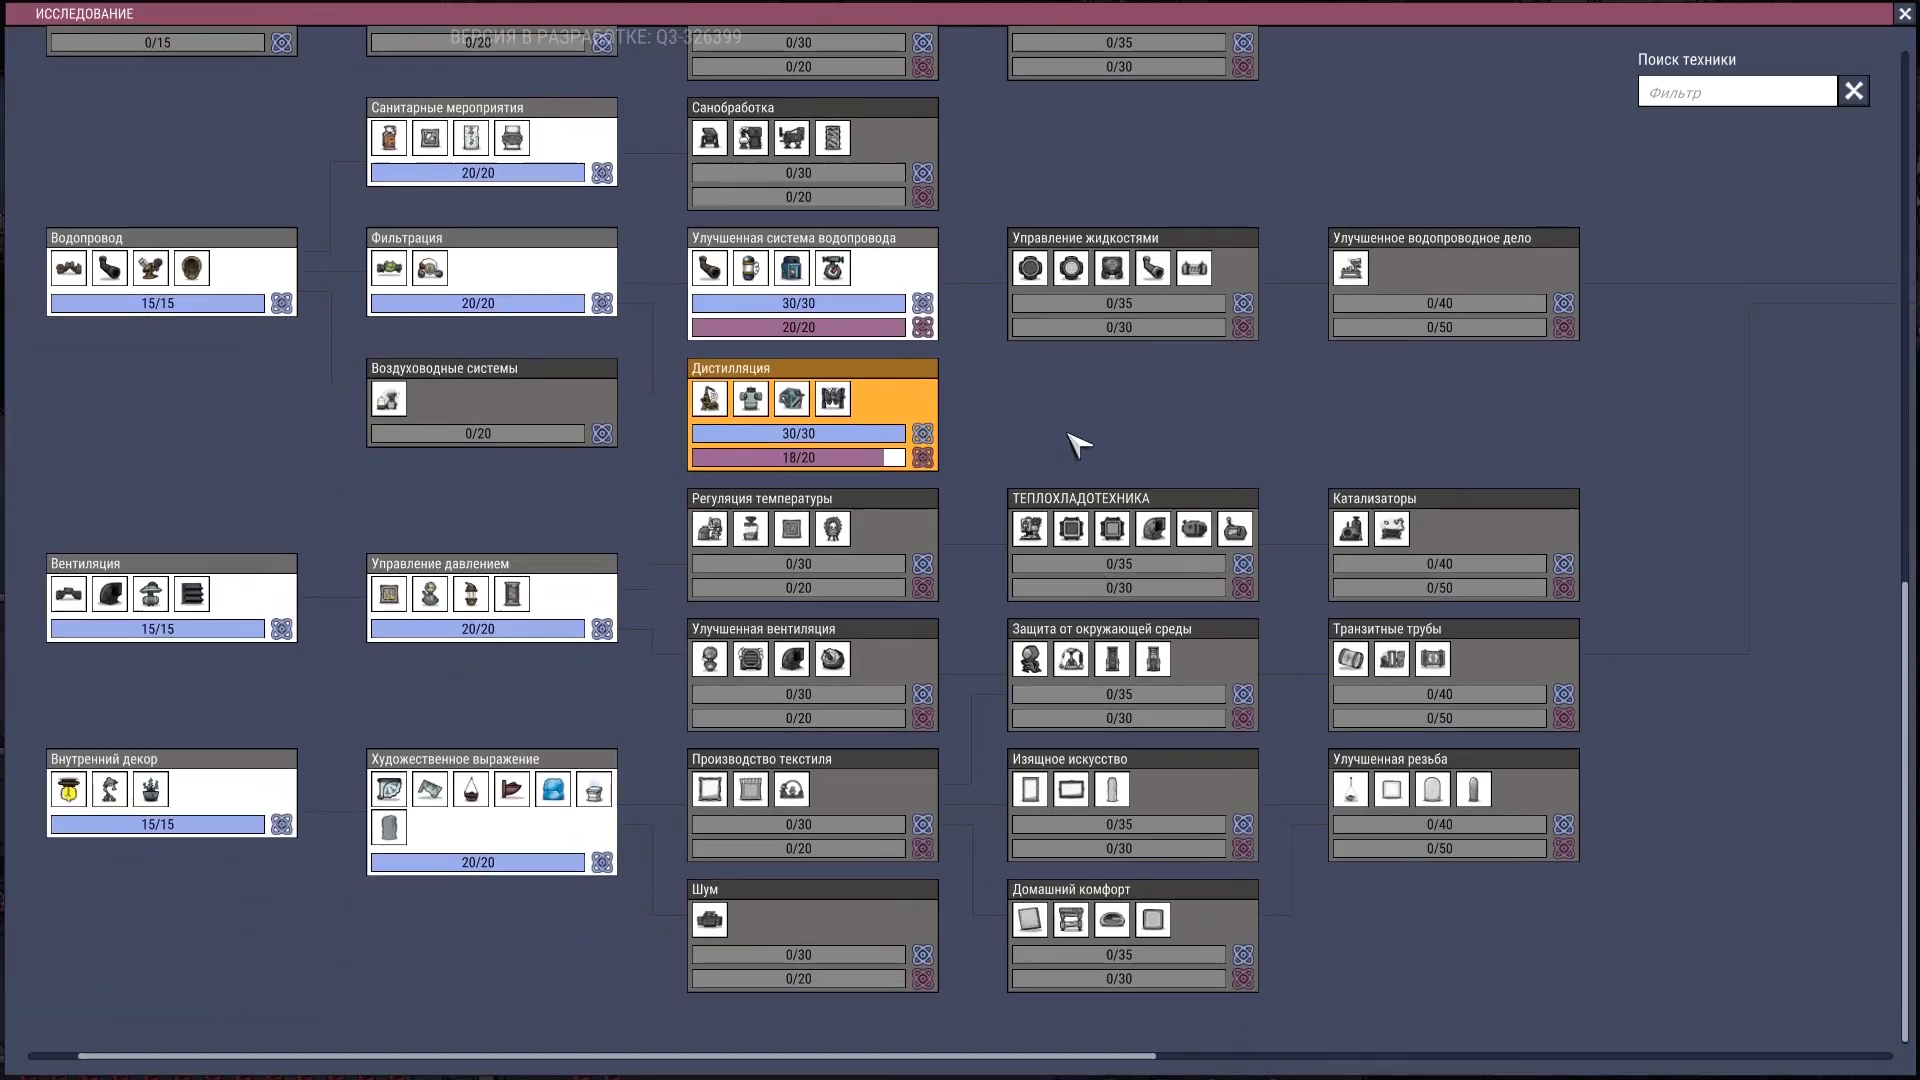 ИССЛЕДОВАНИЕ
ВЕРСИЯ В РАЗРАБОТКЕ: Q3-326399
0/15
0/20
0/30
0/20
0/35
0/30
Поиск техники
Фильтр
Санитарные мероприятия
20/20
Санобработка
0/30
0/20
Водопровод
15/15
Фильтрация
20/20
Улучшенная система водопровода
30/30
20/20
Управление жидкостями
0/35
0/30
Улучшенное водопроводное дело
0/40
0/50
Воздуховодные системы
0/20
Дистилляция
30/30
18/20
Регуляция температуры
0/30
0/20
ТЕПЛОХЛАДОТЕХНИКА
0/35
0/30
Катализаторы
0/40
0/50
Вентиляция
15/15
Управление давлением
20/20
Улучшенная вентиляция
0/30
0/20
Защита от окружающей среды
0/35
0/30
Транзитные трубы
0/40
0/50
Внутренний декор
15/15
Художественное выражение
20/20
Производство текстиля
0/30
0/20
Изящное искусство
0/35
0/30
Улучшенная резьба
0/40
0/50
Шум
0/30
0/20
Домашний комфорт
0/35
0/30